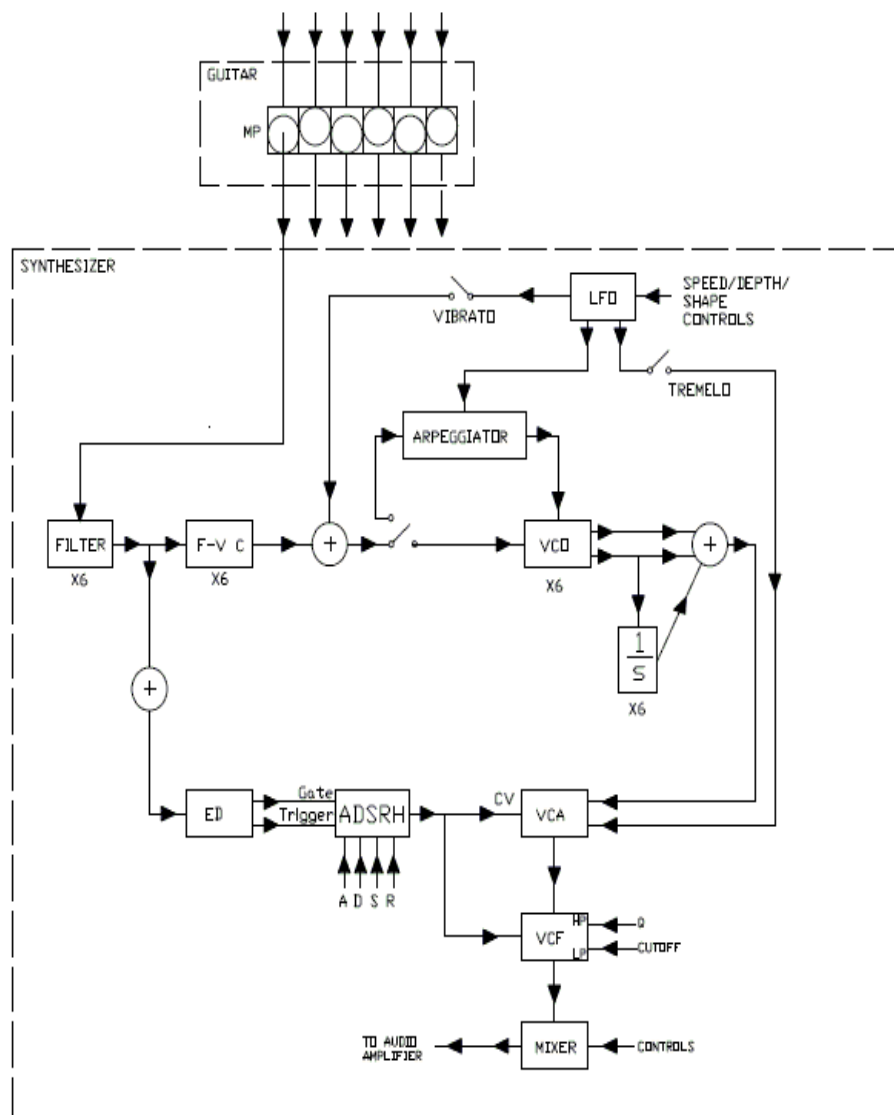 GUITAR
MP
SYNTHESIZER
LFO
SPEED/DEPTH/
SHAPE
CONTROLS
VIBRATO
TREMELO
ARPEGGIATOR
FILTER
X6
F-V C
X6
+
VCO
X6
+
1
S
X6
+
ED
Gate
Trigger
ADSRH
A D S R
CV
VCA
VCF
HP
LP
Q
CUTOFF
MIXER
CONTROLS
TO AUDIO
AMPLIFIER